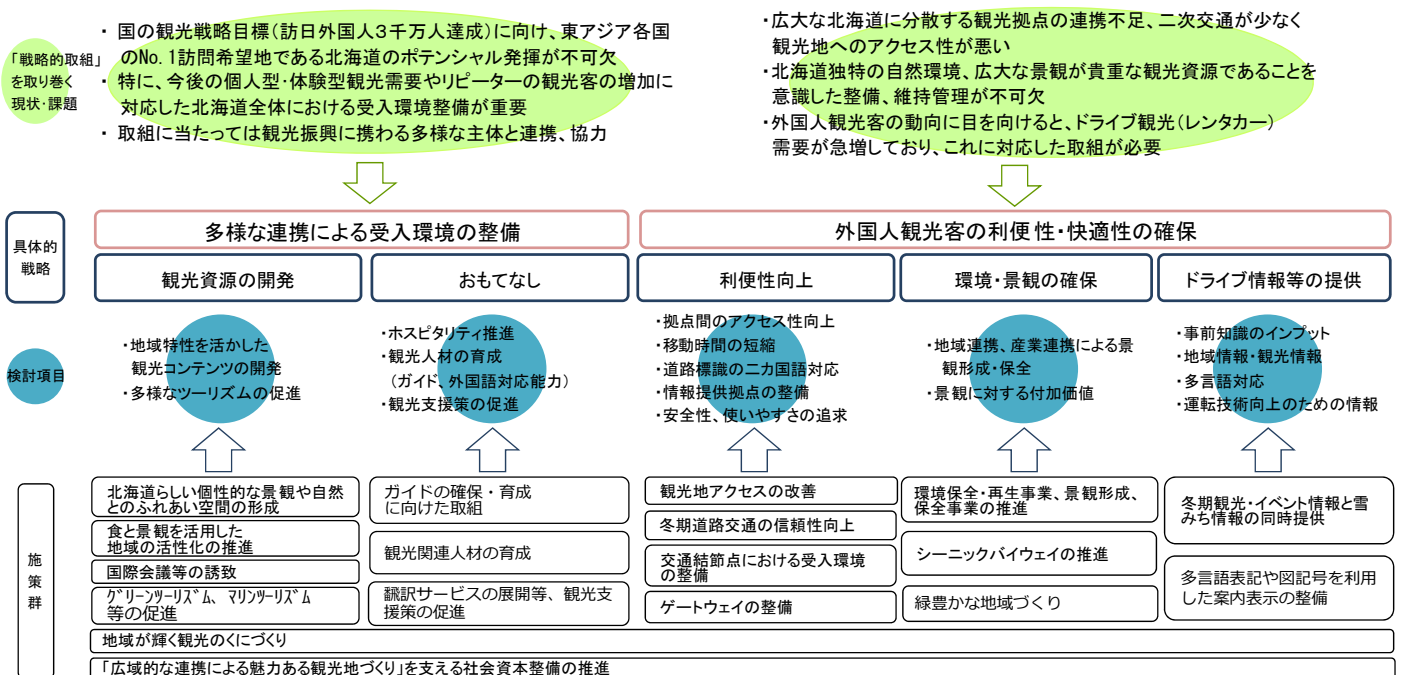 「戦略的取組」
を取り巻く
現状・課題
・ 国の観光戦略目標（訪日外国人３千万人達成）に向け、東アジア各国
のNo.1訪問希望地である北海道のポテンシャル発揮が不可欠
・ 特に、今後の個人型・体験型観光需要やリピーターの観光客の増加に
対応した北海道全体における受入環境整備が重要
・ 取組に当たっては観光振興に携わる多様な主体と連携、協力
・広大な北海道に分散する観光拠点の連携不足、二次交通が少なく
観光地へのアクセス性が悪い
・北海道独特の自然環境、広大な景観が貴重な観光資源であることを
意識した整備、維持管理が不可欠
・外国人観光客の動向に目を向けると、ドライブ観光（レンタカー）
需要が急増しており、これに対応した取組が必要
具体的
戦略
多様な連携による受入環境の整備
外国人観光客の利便性・快適性の確保
観光資源の開発
おもてなし
利便性向上
環境・景観の確保
ドライブ情報等の提供
検討項目
・地域特性を活かした
観光コンテンツの開発
・多様なツーリズムの促進
・ホスピタリティ推進
・観光人材の育成
（ガイド、外国語対応能力）
・観光支援策の促進
・拠点間のアクセス性向上
・移動時間の短縮
・道路標識の二カ国語対応
・情報提供拠点の整備
・安全性、使いやすさの追求
・地域連携、産業連携による景
観形成・保全
・景観に対する付加価値
・事前知識のインプット
・地域情報・観光情報
・多言語対応
・運転技術向上のための情報
施
策
群
北海道らしい個性的な景観や自然
とのふれあい空間の形成
食と景観を活用した
地域の活性化の推進
国際会議等の誘致
ｸﾞﾘｰﾝﾂｰﾘｽﾞﾑ、ﾏﾘﾝﾂｰﾘｽﾞﾑ
等の促進
ガイドの確保・育成
に向けた取組
観光関連人材の育成
翻訳サービスの展開等、観光支
援策の促進
観光地アクセスの改善
冬期道路交通の信頼性向上
交通結節点における受入環境
の整備
ゲートウェイの整備
環境保全・再生事業、景観形成、
保全事業の推進
シーニックバイウェイの推進
緑豊かな地域づくり
冬期観光・イベント情報と雪
みち情報の同時提供
多言語表記や図記号を利用
した案内表示の整備
地域が輝く観光のくにづくり
「広域的な連携による魅力ある観光地づくり」を支える社会資本整備の推進